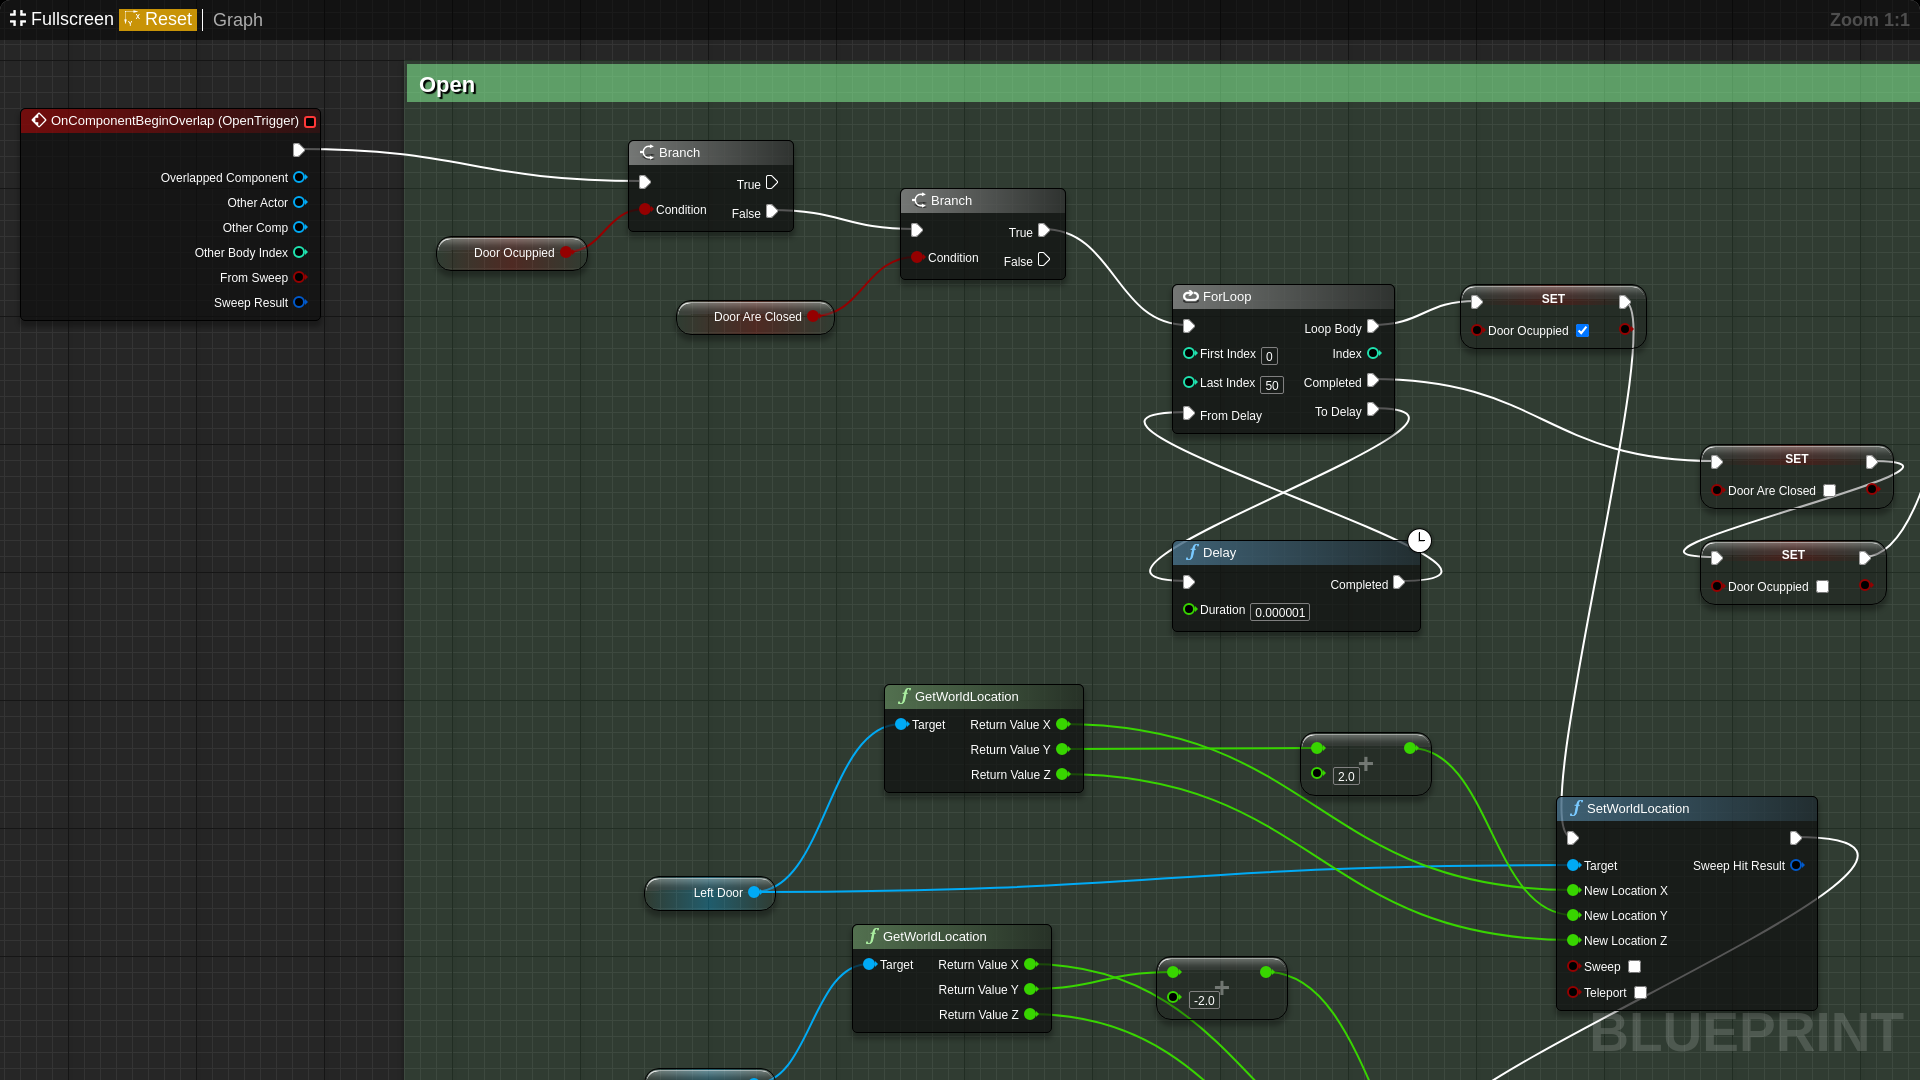 Fullscreen Reset Graph
Zoom 1:1
Open
OnComponentBeginOverlap (OpenTrigger)
Overlapped Component
Other Actor
Other Comp
Other Body Index
From Sweep
Sweep Result
Branch
True
Condition
False
Door Ocuppied
Branch
True
Condition
False
Door Are Closed
ForLoop
Loop Body
First Index 0
Index
Last Index 50
Completed
From Delay
To Delay
SET
Door Ocuppied
SET
Door Are Closed
SET
Door Ocuppied
Delay
Completed
Duration 0.000001
GetWorldLocation
Target
Return Value X
Return Value Y
Return Value Z
+
2.0
Left Door
SetWorldLocation
Target
Sweep Hit Result
New Location X
New Location Y
New Location Z
Sweep
Teleport
GetWorldLocation
Target
Return Value X
Return Value Y
Return Value Z
+
-2.0
BLUEPRINT